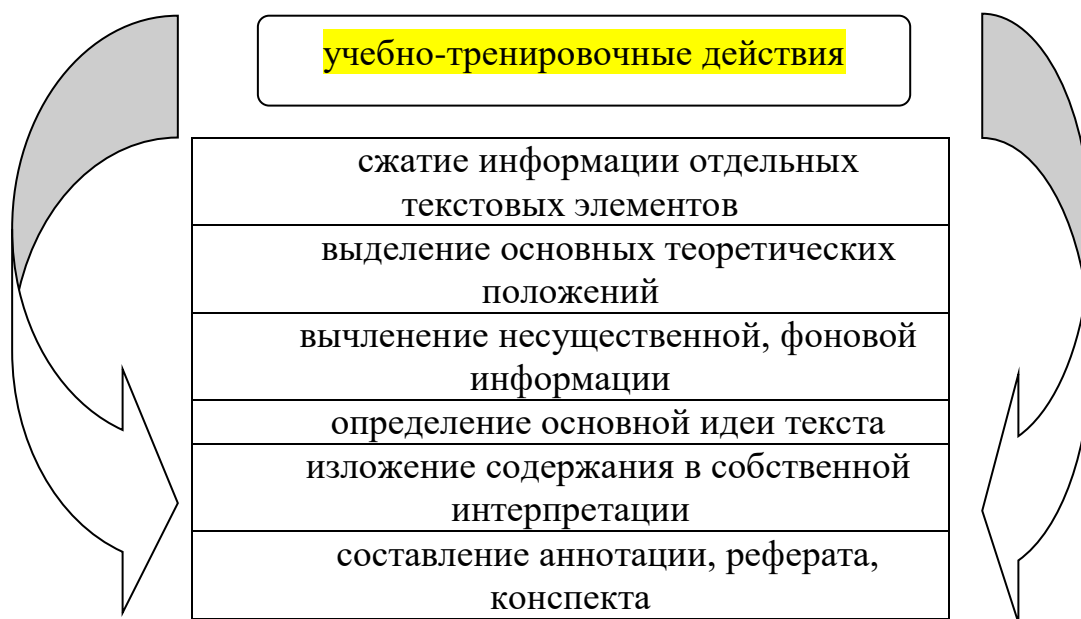 учебно-тренировочные действия
сжатие информации отдельных
текстовых элементов
выделение основных теоретических
положений
вычленение несущественной, фоновой
информации
определение основной идеи текста
изложение содержания в собственной
интерпретации
составление аннотации, реферата,
конспекта